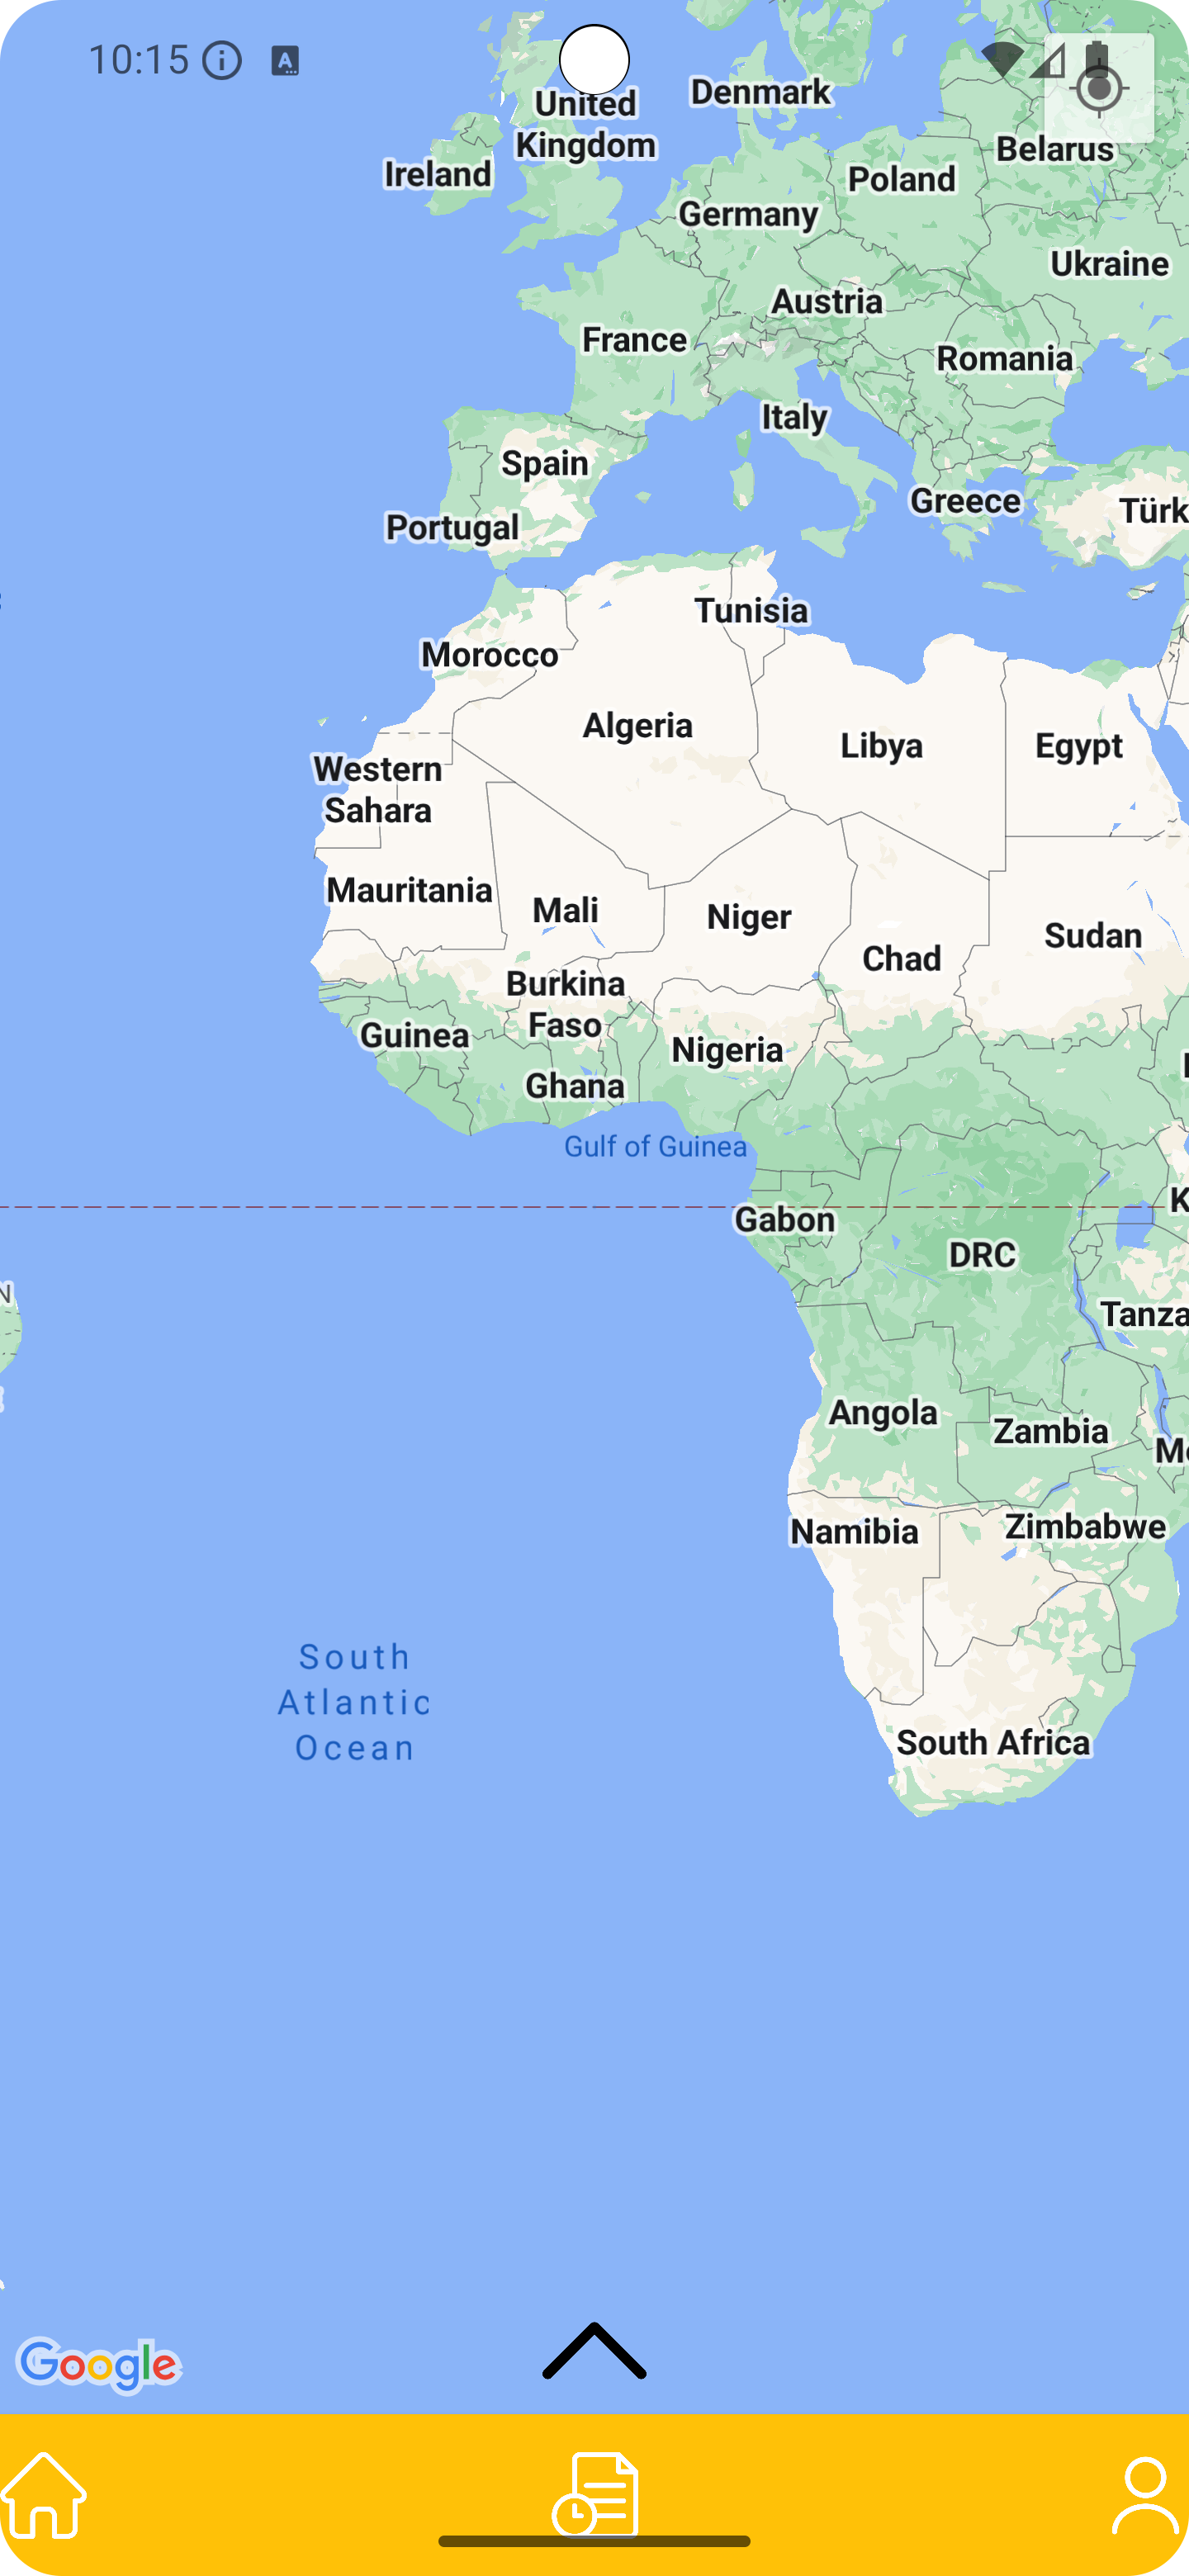 10:15
United
Kingdom
Denmark
Belarus
Ireland
Poland
Germany
Ukraine
Austria
France
Romania
Italy
Spain
Greece
Türk
Portugal
Tunisia
Morocco
Algeria
Libya
Egypt
Western
Sahara
Mauritania
Mali
Niger
Sudan
Chad
Burkina
Faso
Guinea
Nigeria
Ghana
Gulf of Guinea
K
Gabon
DRC
N
Tanza
Angola
Zambia
Mo
Namibia
Zimbabwe
South
Atlantic
Ocean
South Africa
Google